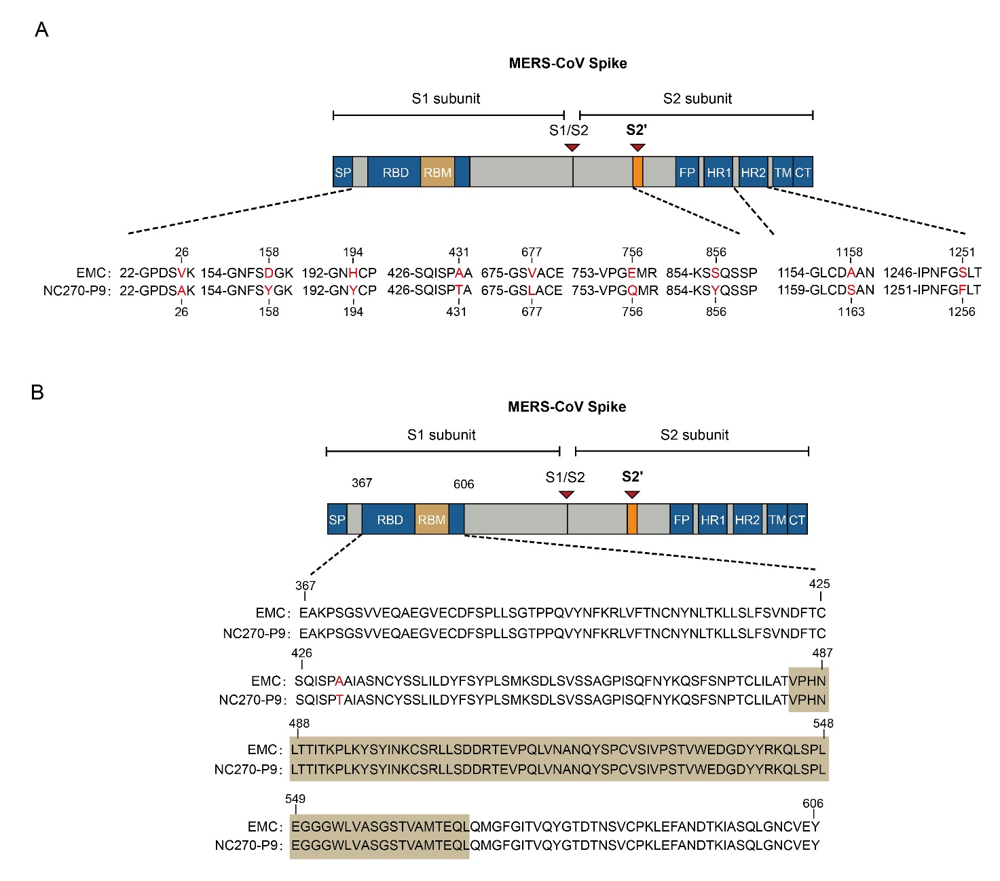 A
MERS-CoV Spike
S1 subunit S2 subunit
S1/S2 S2'
SP RBD RBM FP HR1 HR2 TM CT
26 158 194 431 677 756 856 1158 1251
EMC: 22-GPDSVK 154-GNFSDGK 192-GNHCP 426-SQISPAA 675-GSVACE 753-VPGEMR 854-KSSQSSP 1154-GLCDAAN 1246-IPNFGSLT
NC270-P9: 22-GPDSAK 154-GNFSYGK 192-GNYCP 426-SQISPTA 675-GSLACE 753-VPGQMR 854-KSYQSSP 1159-GLCDSAN 1251-IPNFGFLT
26 158 194 431 677 756 856 1163 1256
B
MERS-CoV Spike
S1 subunit S2 subunit
367 606 S1/S2 S2'
SP RBD RBM FP HR1 HR2 TM CT
367 425
EMC: EAKPSGSVVEQAEGVECDFSPLLSGTPPQVYNFKRLVFTNCNYNLTKLLSLFSVNDFTC
NC270-P9: EAKPSGSVVEQAEGVECDFSPLLSGTPPQVYNFKRLVFTNCNYNLTKLLSLFSVNDFTC
426 487
EMC: SQISPAAIASNCYSSLILDYFSYPLSMKSDLSVSSAGPISQFNYKQSFSNPTCLILATVPHN
NC270-P9: SQISPTAIASNCYSSLILDYFSYPLSMKSDLSVSSAGPISQFNYKQSFSNPTCLILATVPHN
488 548
EMC: LTTITKPLKYSYINKCSRLLSDDRTEVPQLVNANQYSPCVSIVPSTVWEDGDYYRKQLSPL
NC270-P9: LTTITKPLKYSYINKCSRLLSDDRTEVPQLVNANQYSPCVSIVPSTVWEDGDYYRKQLSPL
549 606
EMC: EGGGWLVASGSTVAMTEQLQMGFGITVQYGTDTNSVCPKLEFANDTKIASQLGNCVEY
NC270-P9: EGGGWLVASGSTVAMTEQLQMGFGITVQYGTDTNSVCPKLEFANDTKIASQLGNCVEY